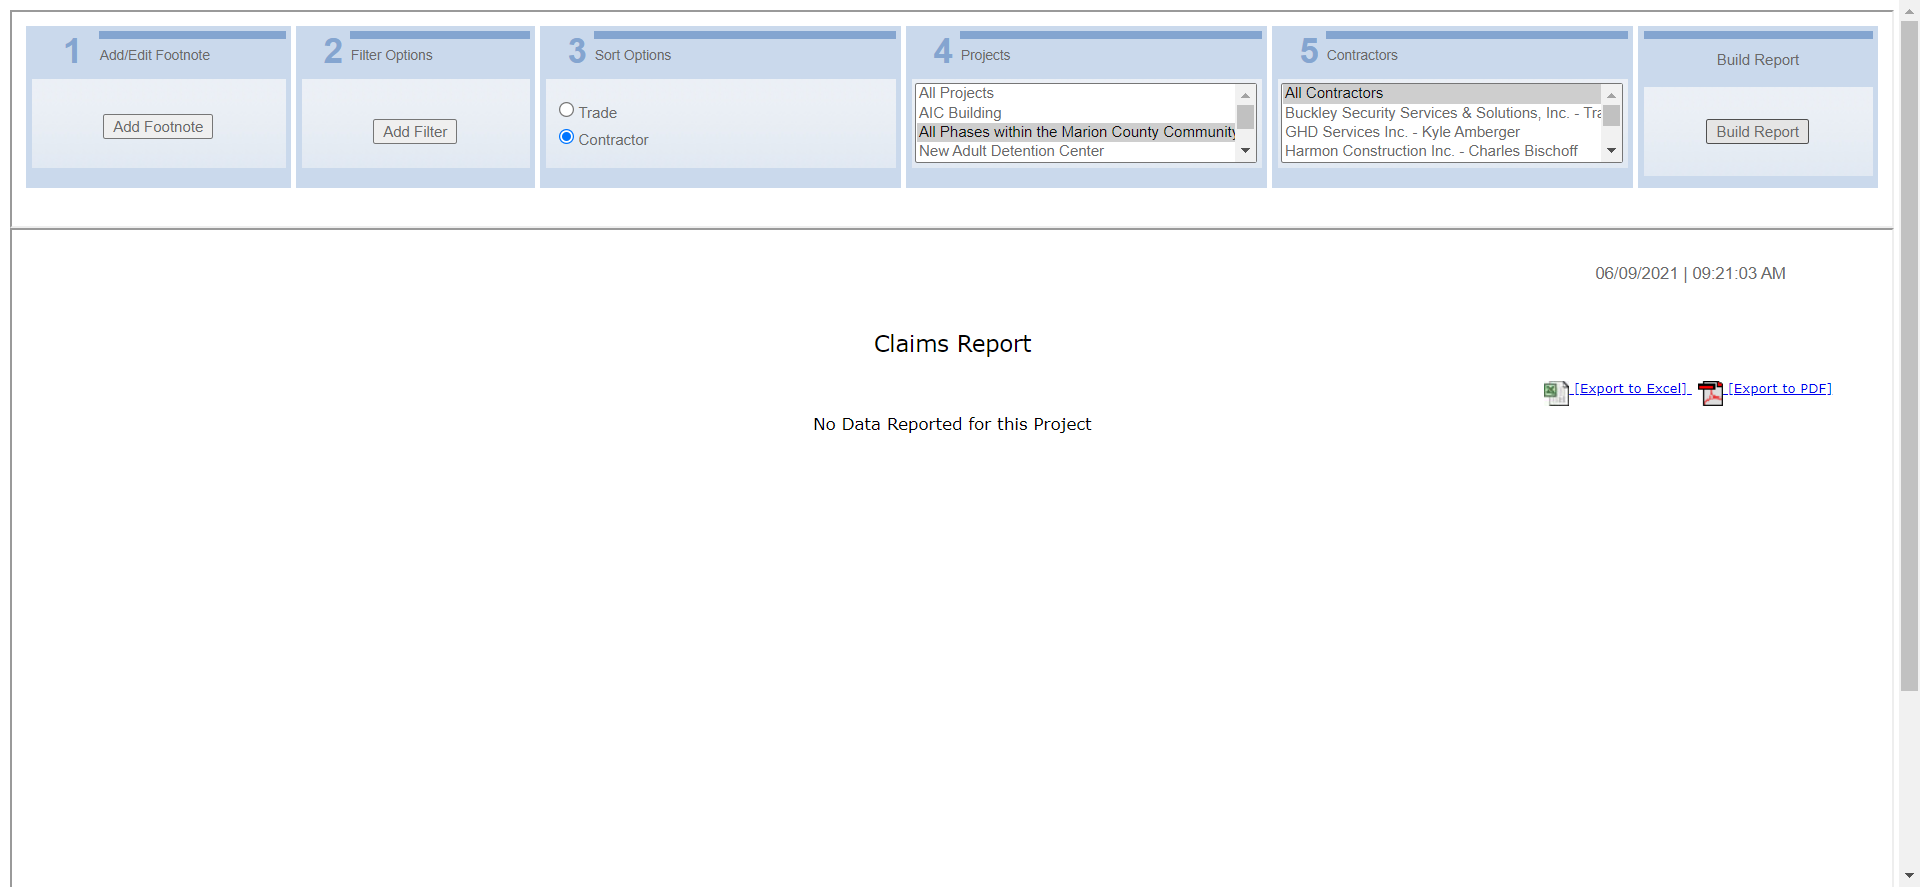 1 Add/Edit Footnote
Add Footnote
2 Filter Options
Add Filter
3 Sort Options
Trade
Contractor
4 Projects
All Projects
AIC Building
All Phases within the Marion County Community
New Adult Detention Center
5 Contractors
All Contractors
Buckley Security Services & Solutions, Inc. - Tra
GHD Services Inc. - Kyle Amberger
Harmon Construction Inc. - Charles Bischoff
Build Report
Build Report
06/09/2021 | 09:21:03 AM
Claims Report
[Export to Excel] [Export to PDF]
No Data Reported for this Project